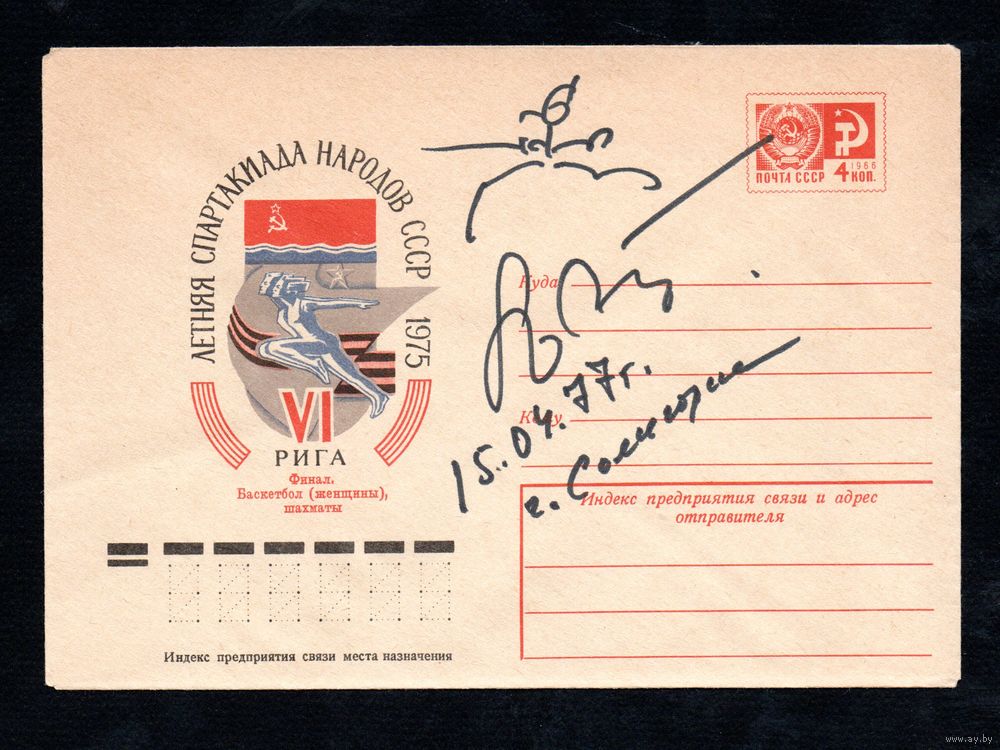 ЛЕТНЯЯ СПАРТАКИАДА НАРОДОВ СССР 1975
VI
РИГА
Финал.
Баскетбол (женщины),
шахматы
ПОЧТА СССР
1966
4 КОП.
Куда
Кому
15.04.77г.
г. Солигорск
Индекс предприятия связи и адрес
отправителя
Индекс предприятия связи места назначения
www.ay.by